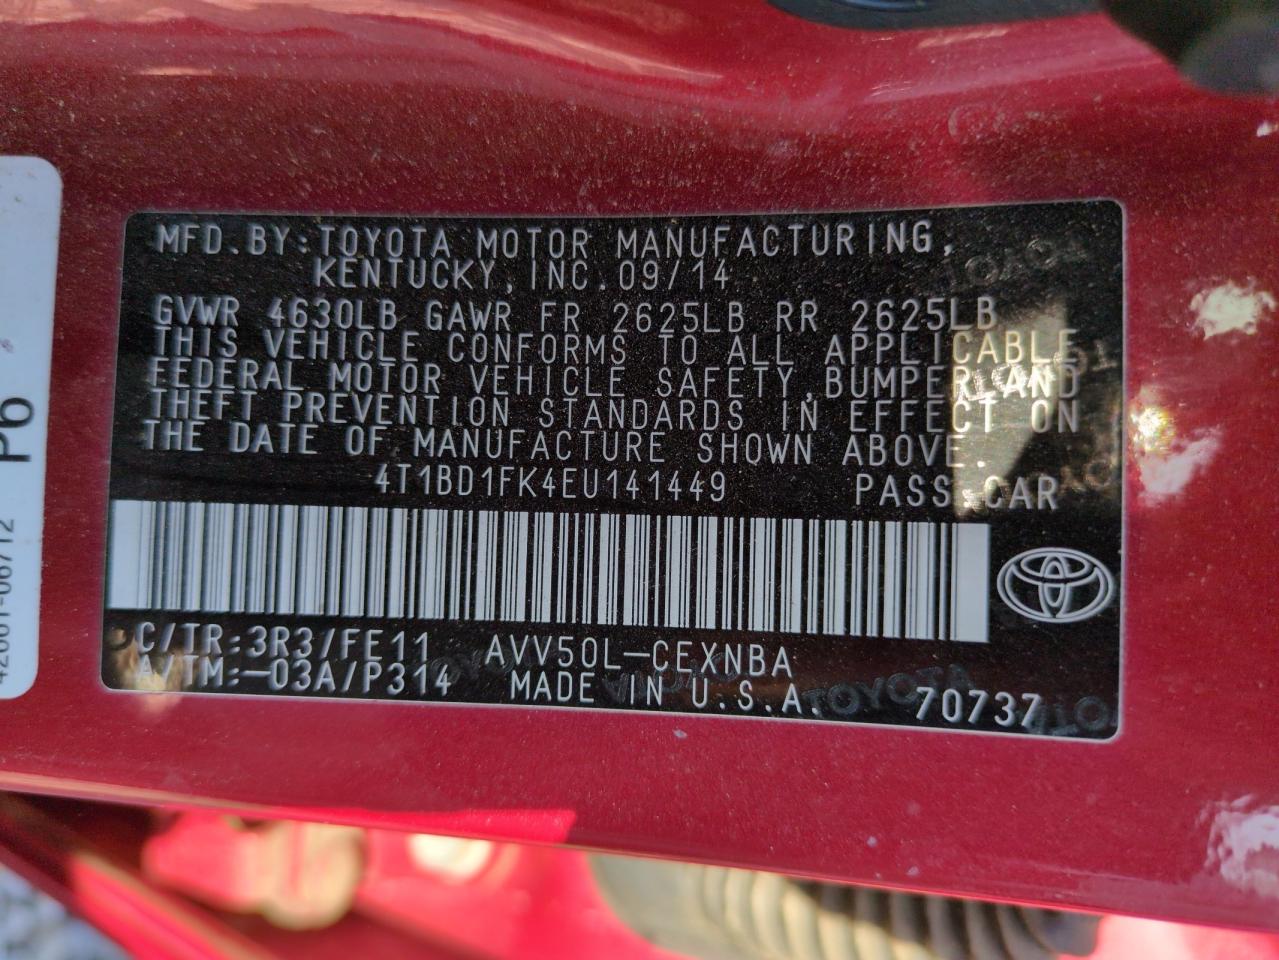 MFD.BY:TOYOTA MOTOR MANUFACTURING,
KENTUCKY,INC.09/14
GVWR 4630LB GAWR FR 2625LB RR 2625LB
THIS VEHICLE CONFORMS TO ALL APPLICABLE
FEDERAL MOTOR VEHICLE SAFETY,BUMPER,AND
THEFT PREVENTION STANDARDS IN EFFECT ON
THE DATE OF MANUFACTURE SHOWN ABOVE.
4T1BD1FK4EU141449 PASS.CAR
C/TR:3R3/FE11 AVV50L-CEXNBA
A/TM:-03A/P314 MADE IN U.S.A. 70737
TOYOTA
P6